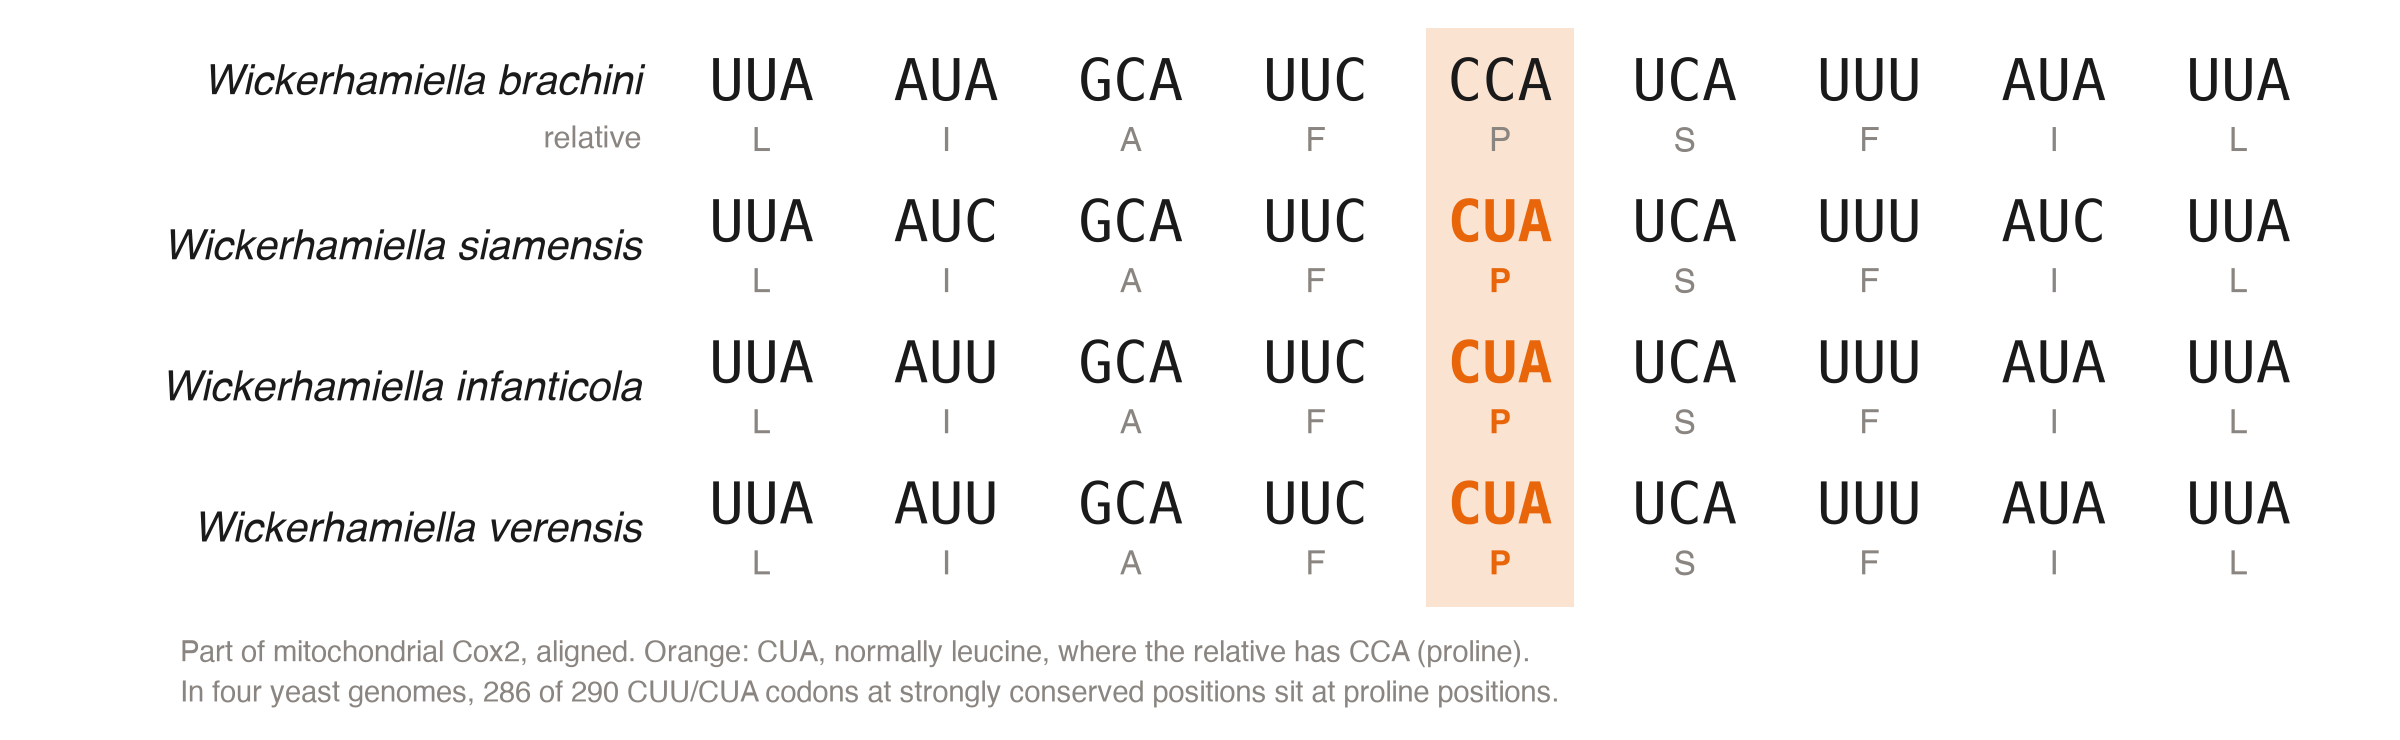 Wickerhamiella brachini UUA AUA GCA UUC CCA UCA UUU AUA UUA
relative L I A F P S F I L
Wickerhamiella siamensis UUA AUC GCA UUC CUA UCA UUU AUC UUA
L I A F P S F I L
Wickerhamiella infanticola UUA AUU GCA UUC CUA UCA UUU AUA UUA
L I A F P S F I L
Wickerhamiella verensis UUA AUU GCA UUC CUA UCA UUU AUA UUA
L I A F P S F I L
Part of mitochondrial Cox2, aligned. Orange: CUA, normally leucine, where the relative has CCA (proline).
In four yeast genomes, 286 of 290 CUU/CUA codons at strongly conserved positions sit at proline positions.